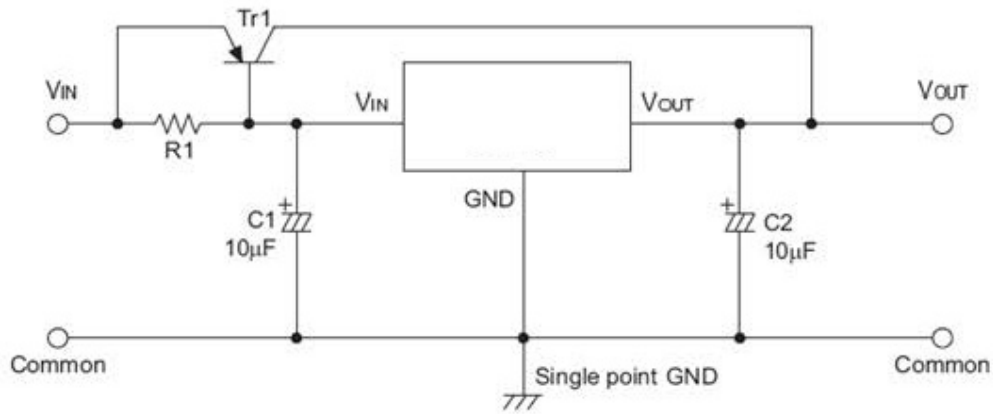 Tr1
VIN
VIN
VOUT
VOUT
R1
GND
+
C1
10μF
+
C2
10μF
Common
Single point GND
Common